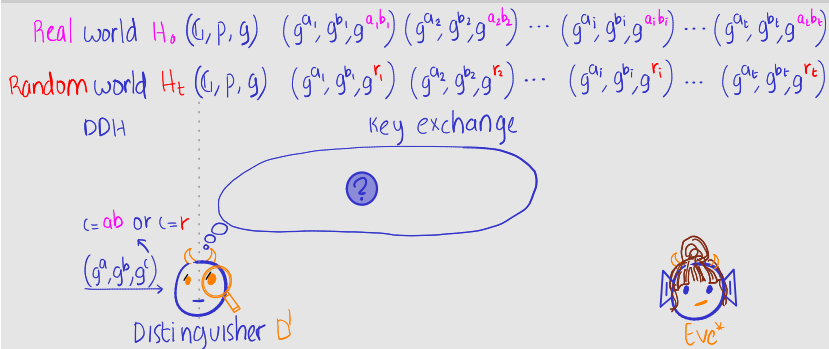 Real world H₀ (𝔾, p, g) (g^a₁, g^b₁, g^a₁b₁) (g^a₂, g^b₂, g^a₂b₂) ... (g^ai, g^bi, g^aibi) ... (g^at, g^bt, g^atbt)
Random world Ht (𝔾, p, g) (g^a₁, g^b₁, g^r₁) (g^a₂, g^b₂, g^r₂) ... (g^ai, g^bi, g^ri) ... (g^at, g^bt, g^rt)
DDH Key exchange
?
c=ab or c=r
(g^a, g^b, g^c)
Distinguisher D'
Eve*